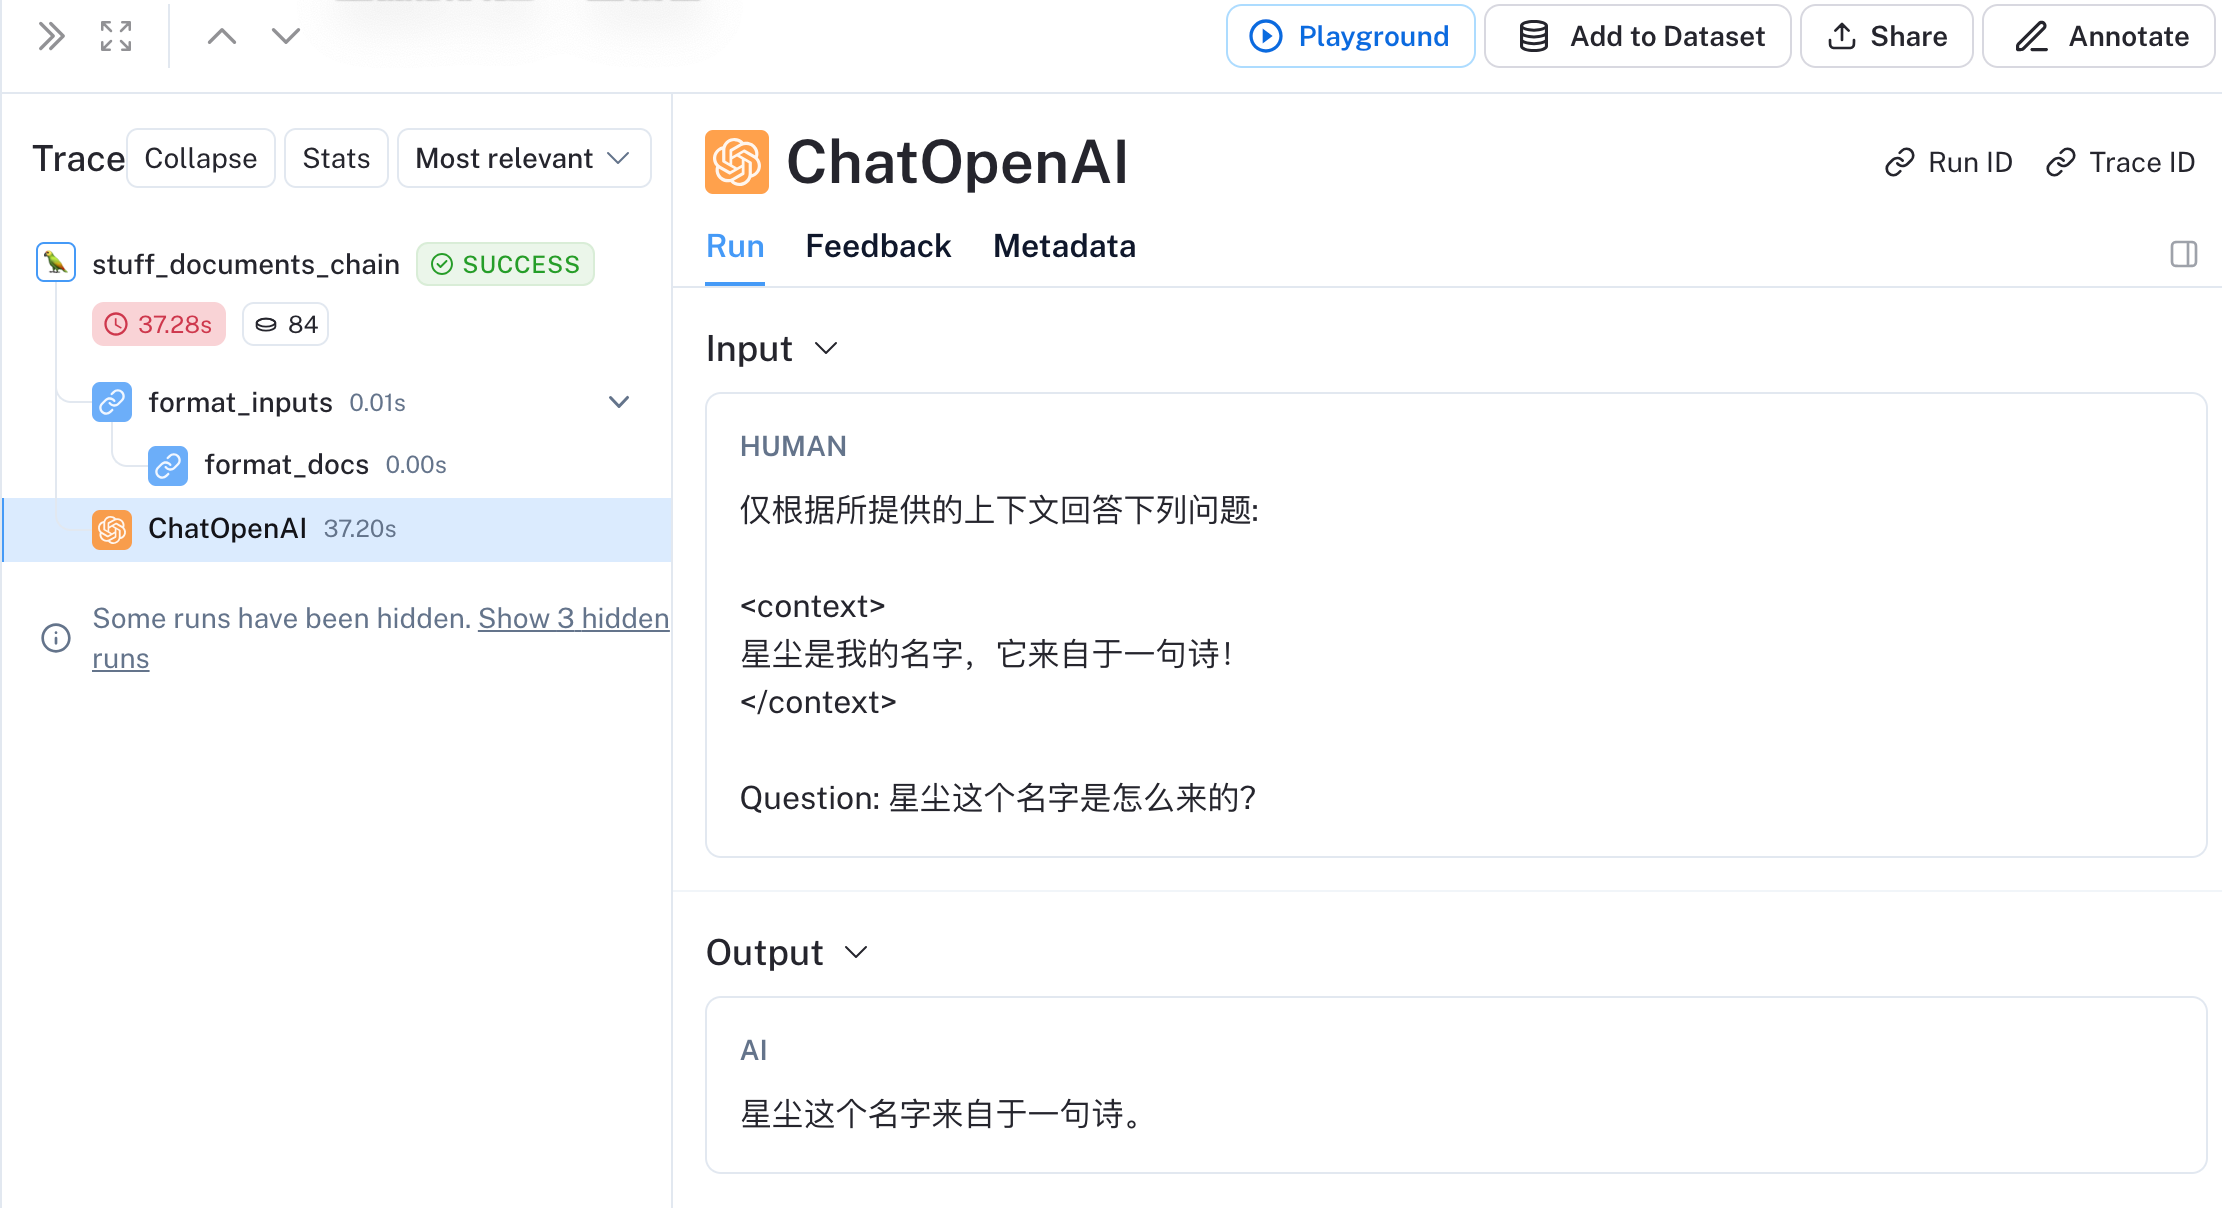 Playground
Add to Dataset
Share
Annotate
Trace
Collapse
Stats
Most relevant
stuff_documents_chain
SUCCESS
37.28s
84
format_inputs 0.01s
format_docs 0.00s
ChatOpenAI 37.20s
Some runs have been hidden. Show 3 hidden
runs
ChatOpenAI
Run ID
Trace ID
Run
Feedback
Metadata
Input
HUMAN
仅根据所提供的上下文回答下列问题:
<context>
星尘是我的名字，它来自于一句诗！
</context>
Question: 星尘这个名字是怎么来的？
Output
AI
星尘这个名字来自于一句诗。